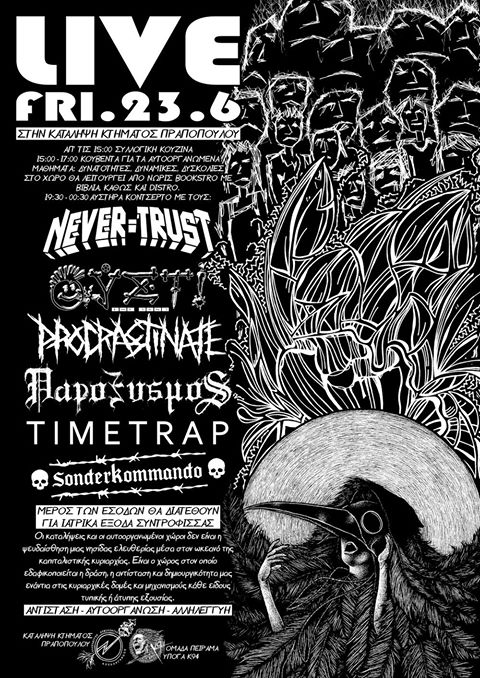 LIVE
FRI.23.6
ΣΤΗΝ ΚΑΤΑΛΗΨΗ ΚΤΗΜΑΤΟΣ ΠΡΑΠΟΠΟΥΛΟΥ
ΑΠ ΤΙΣ 15:00 ΣΥΛΛΟΓΙΚΗ ΚΟΥΖΙΝΑ
15:00 - 17:00 ΚΟΥΒΕΝΤΑ ΓΙΑ ΤΑ ΑΥΤΟΟΡΓΑΝΩΜΕΝΑ
ΜΑΘΗΜΑΤΑ: ΔΥΝΑΤΟΤΗΤΕΣ, ΔΥΝΑΜΙΚΕΣ, ΔΥΣΚΟΛΙΕΣ
ΣΤΟ ΧΩΡΟ ΘΑ ΛΕΙΤΟΥΡΓΕΙ ΑΠΟ ΝΩΡΙΣ BOOKSTRO ΜΕ
ΒΙΒΛΙΑ, ΚΑΘΩΣ ΚΑΙ DISTRO.
19:30 - 00:30 ΑΥΣΤΗΡΑ ΚΟΝΤΣΕΡΤΟ ΜΕ ΤΟΥΣ:
NEVER=TRUST
PROCRASTINATE
Παροξυσμος
TIMETRAP
Sonderkommando
ΜΕΡΟΣ ΤΩΝ ΕΣΟΔΩΝ ΘΑ ΔΙΑΤΕΘΟΥΝ
ΓΙΑ ΙΑΤΡΙΚΑ ΕΞΟΔΑ ΣΥΝΤΡΟΦΙΣΣΑΣ
Οι καταλήψεις και οι αυτοοργανωμένοι χώροι δεν είναι η
ψευδαίσθηση μιας νησίδας ελευθερίας μέσα στον ωκεανό της
καπιταλιστικής κυριαρχίας. Είναι ο χώρος στον οποίο
εδαφικοποιείται η δράση, η αντίσταση και δημιουργικότητα μας
ενάντια στις κυριαρχικές δομές και μηχανισμούς κάθε είδους
τυπικής ή άτυπης εξουσίας.
ΑΝΤΙΣΤΑΣΗ - ΑΥΤΟΟΡΓΑΝΩΣΗ - ΑΛΛΗΛΕΓΓΥΗ
ΚΑΤΑΛΗΨΗ ΚΤΗΜΑΤΟΣ
ΠΡΑΠΟΠΟΥΛΟΥ
ΟΜΑΔΑ ΠΕΙΡΑΜΑ
ΥΠΟΓΑ Κ94